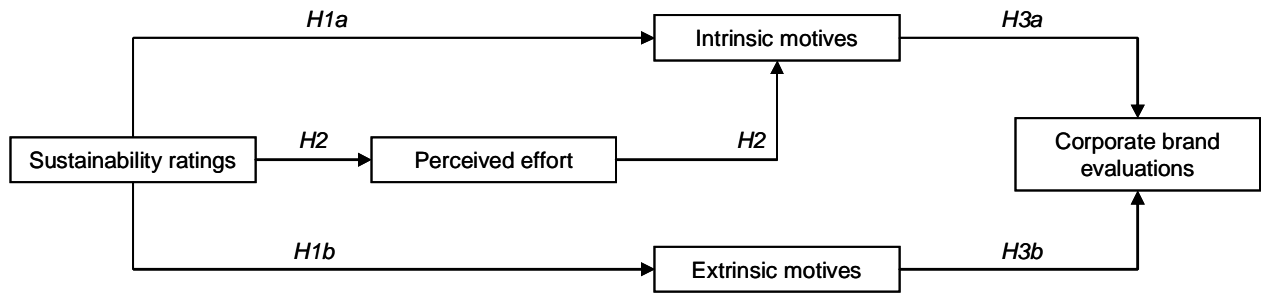 H1a
Intrinsic motives
H3a
Sustainability ratings
H2
Perceived effort
H2
Corporate brand
evaluations
H1b
Extrinsic motives
H3b